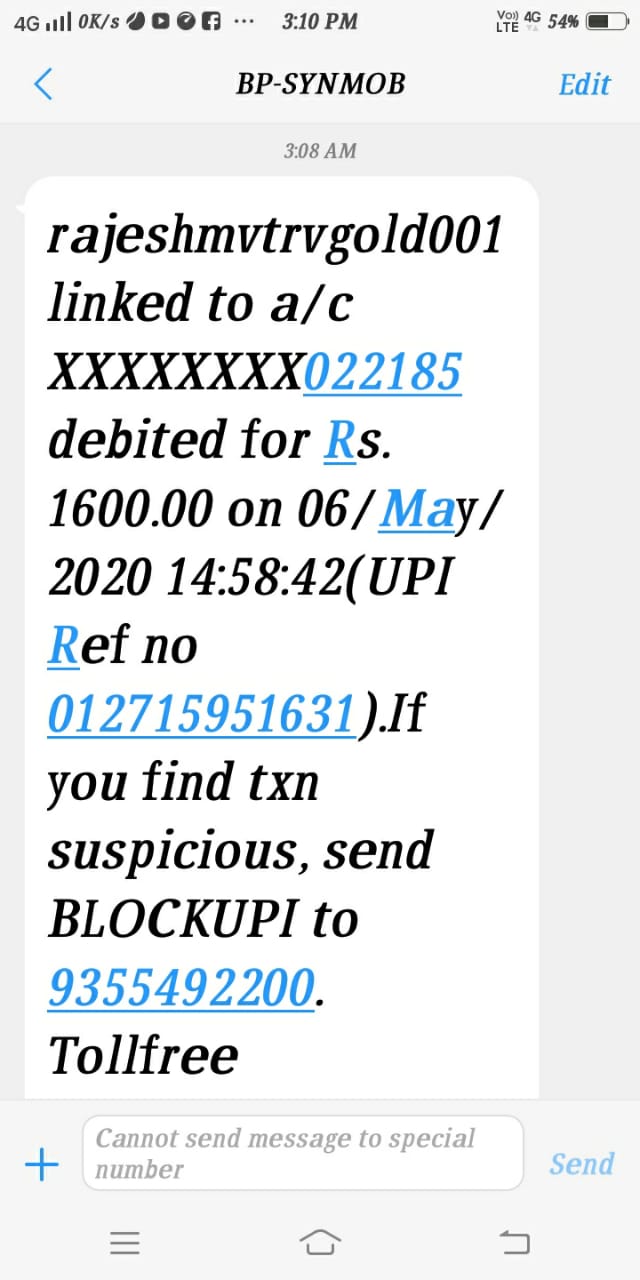 4G 0K/s ... 3:10 PM Vo)) LTE 4G 54%
BP-SYNMOB Edit
3:08 AM
rajeshmvtrvgold001
linked to a/c
XXXXXXXX022185
debited for Rs.
1600.00 on 06/May/
2020 14:58:42(UPI
Ref no
012715951631).If
you find txn
suspicious, send
BLOCKUPI to
9355492200.
Tollfree
Cannot send message to special
number
Send